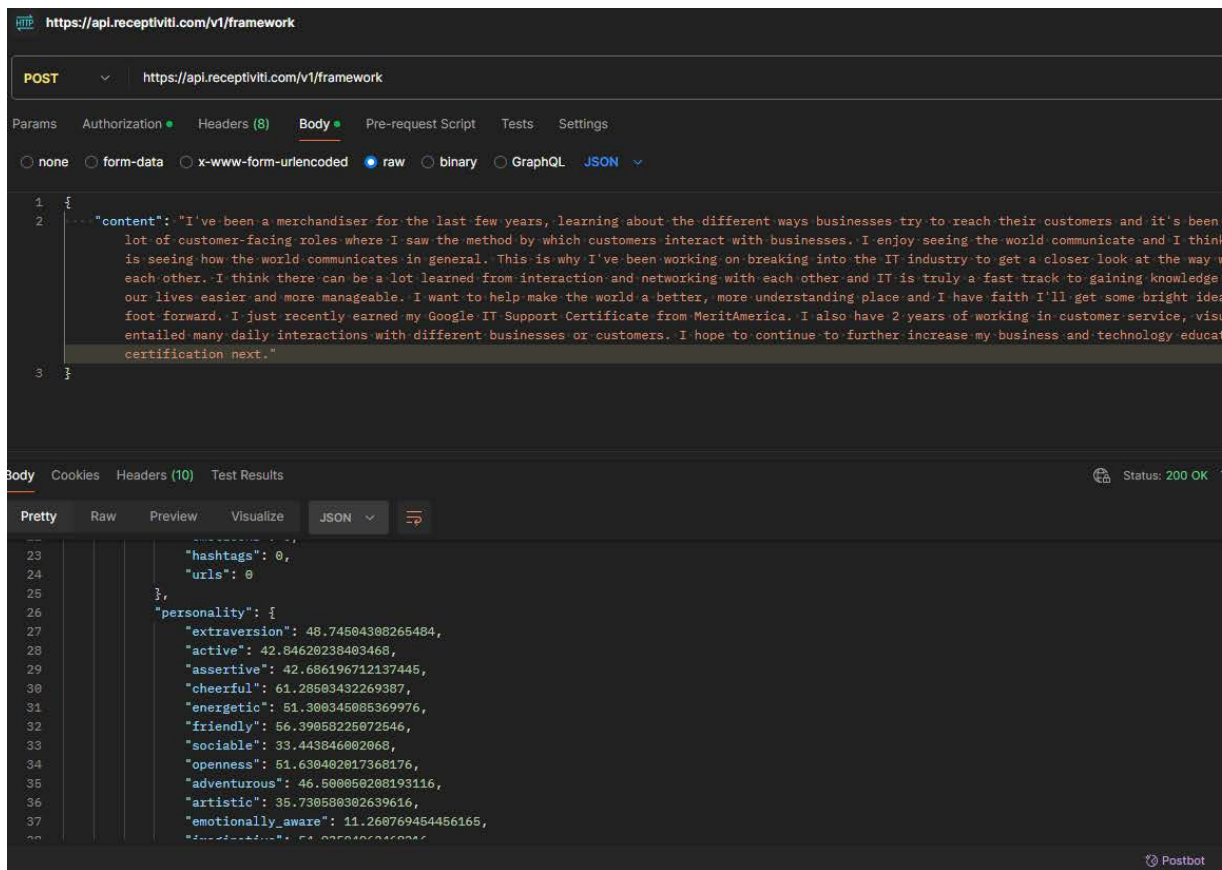 HTTP https://api.receptiviti.com/v1/framework
POST https://api.receptiviti.com/v1/framework
Params Authorization Headers (8) Body Pre-request Script Tests Settings
none form-data x-www-form-urlencoded raw binary GraphQL JSON
1 {
2 "content": "I've been a merchandiser for the last few years, learning about the different ways businesses try to reach their customers and it's been
lot of customer-facing roles where I saw the method by which customers interact with businesses. I enjoy seeing the world communicate and I think
is seeing how the world communicates in general. This is why I've been working on breaking into the IT industry to get a closer look at the way
each other. I think there can be a lot learned from interaction and networking with each other and IT is truly a fast track to gaining knowledge
our lives easier and more manageable. I want to help make the world a better, more understanding place and I have faith I'll get some bright
foot forward. I just recently earned my Google IT Support Certificate from MeritAmerica. I also have 2 years of working in customer service,
entailed many daily interactions with different businesses or customers. I hope to continue to further increase my business and technology
certification next."
3 }
Body Cookies Headers (10) Test Results Status: 200 OK
Pretty Raw Preview Visualize JSON
23 "hashtags": 0,
24 "urls": 0
25 },
26 "personality": {
27 "extraversion": 48.74504308265484,
28 "active": 42.84620238403468,
29 "assertive": 42.686196712137445,
30 "cheerful": 61.28503432269387,
31 "energetic": 51.300345085369976,
32 "friendly": 56.39058225072546,
33 "sociable": 33.443846002068,
34 "openness": 51.630402017368176,
35 "adventurous": 46.500050208193116,
36 "artistic": 35.730580302639616,
37 "emotionally_aware": 11.260769454456165,
Postbot